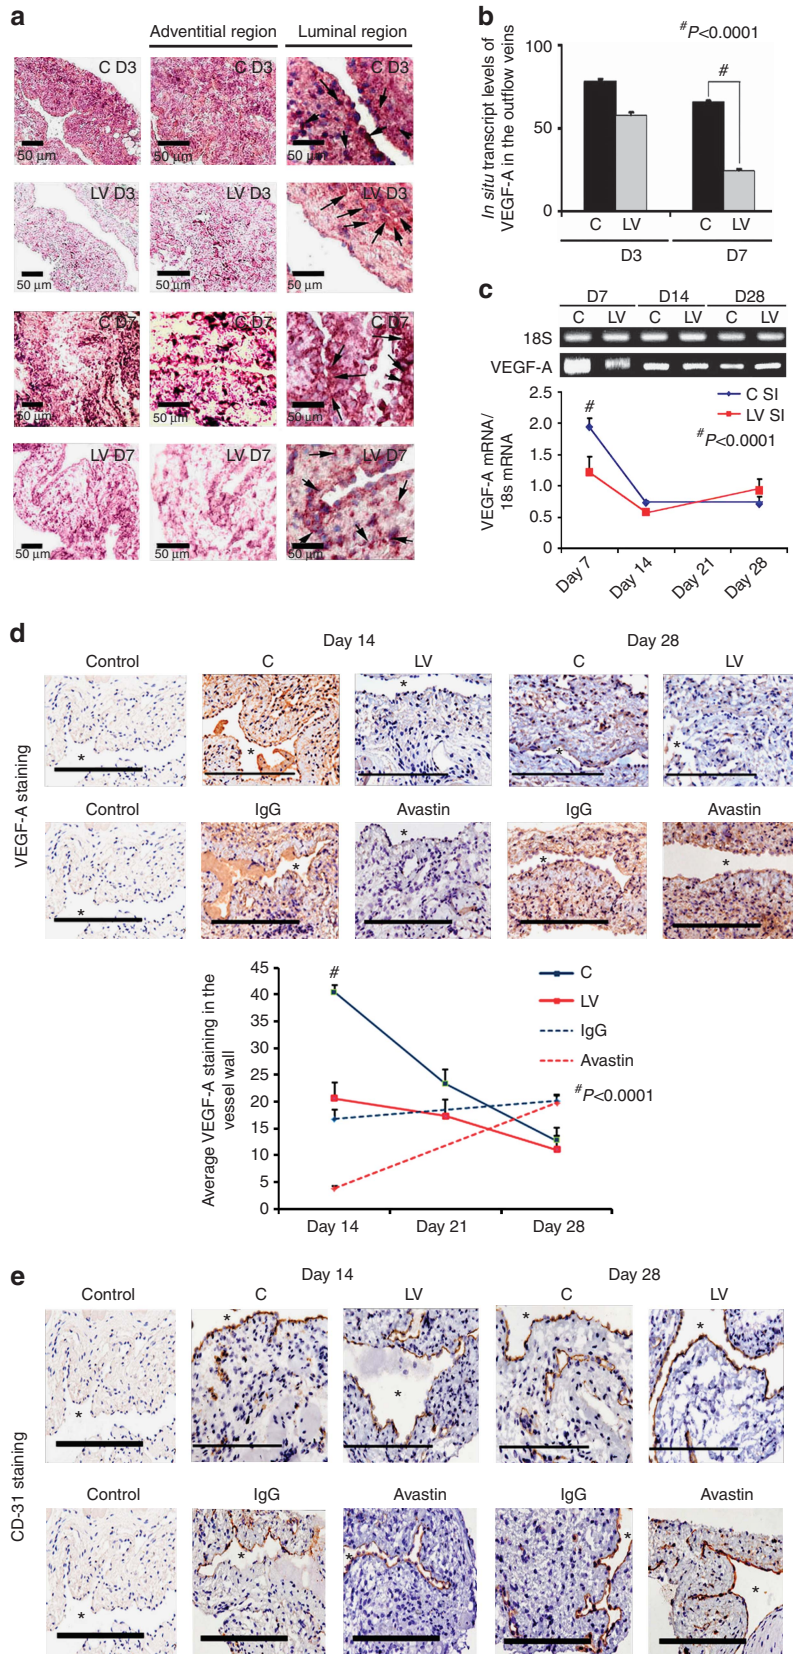 a
Adventitial region
Luminal region
C D3
C D3
C D3
50 µm
50 µm
50 µm
LV D3
LV D3
LV D3
50 µm
50 µm
50 µm
C D7
C D7
C D7
50 µm
50 µm
50 µm
LV D7
LV D7
LV D7
50 µm
50 µm
50 µm
b
#P<0.0001
In situ transcript levels of
VEGF-A in the outflow veins
100
50
0
#
C LV C LV
D3 D7
c
D7 D14 D28
C LV C LV C LV
18S
VEGF-A
VEGF-A mRNA/
18s mRNA
2.5
2.0
1.5
1.0
0.5
0
#
C SI
LV SI
#P<0.0001
Day 7
Day 14
Day 21
Day 28
d
Day 14
Day 28
Control
C
LV
C
LV
*
*
*
*
*
VEGF-A staining
Control
IgG
Avastin
IgG
Avastin
*
*
*
*
*
Average VEGF-A staining in the
vessel wall
45
40
35
30
25
20
15
10
5
0
#
C
LV
IgG
Avastin
#P<0.0001
Day 14
Day 21
Day 28
e
Day 14
Day 28
Control
C
LV
C
LV
*
*
*
*
*
CD-31 staining
Control
IgG
Avastin
IgG
Avastin
*
*
*
*
*